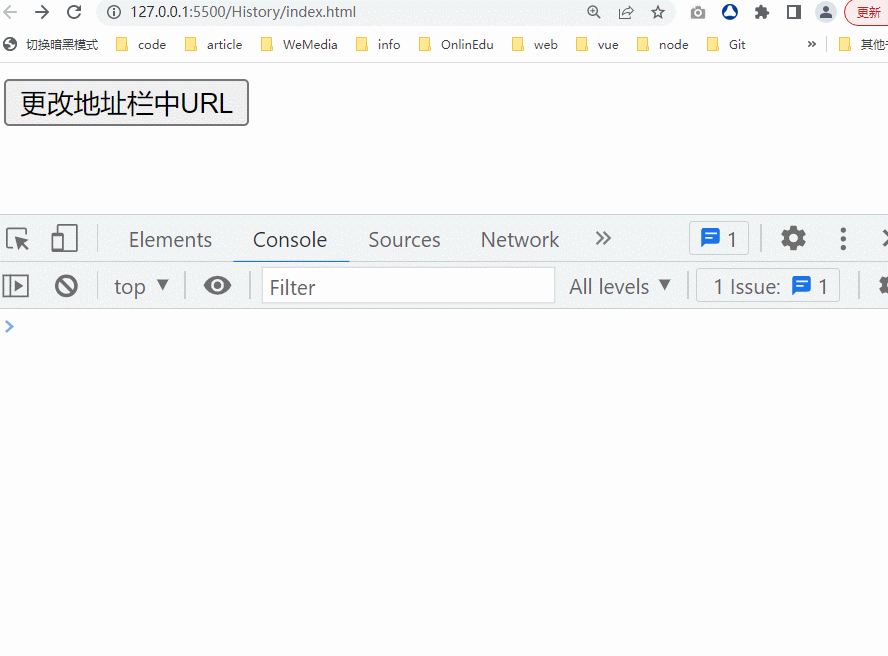 127.0.0.1:5500/History/index.html 更新
切换暗黑模式 code article WeMedia info OnlinEdu web vue node Git » 其他
更改地址栏中URL
Elements Console Sources Network » 1
top ▼ Filter All levels ▼ 1 Issue: 1
>